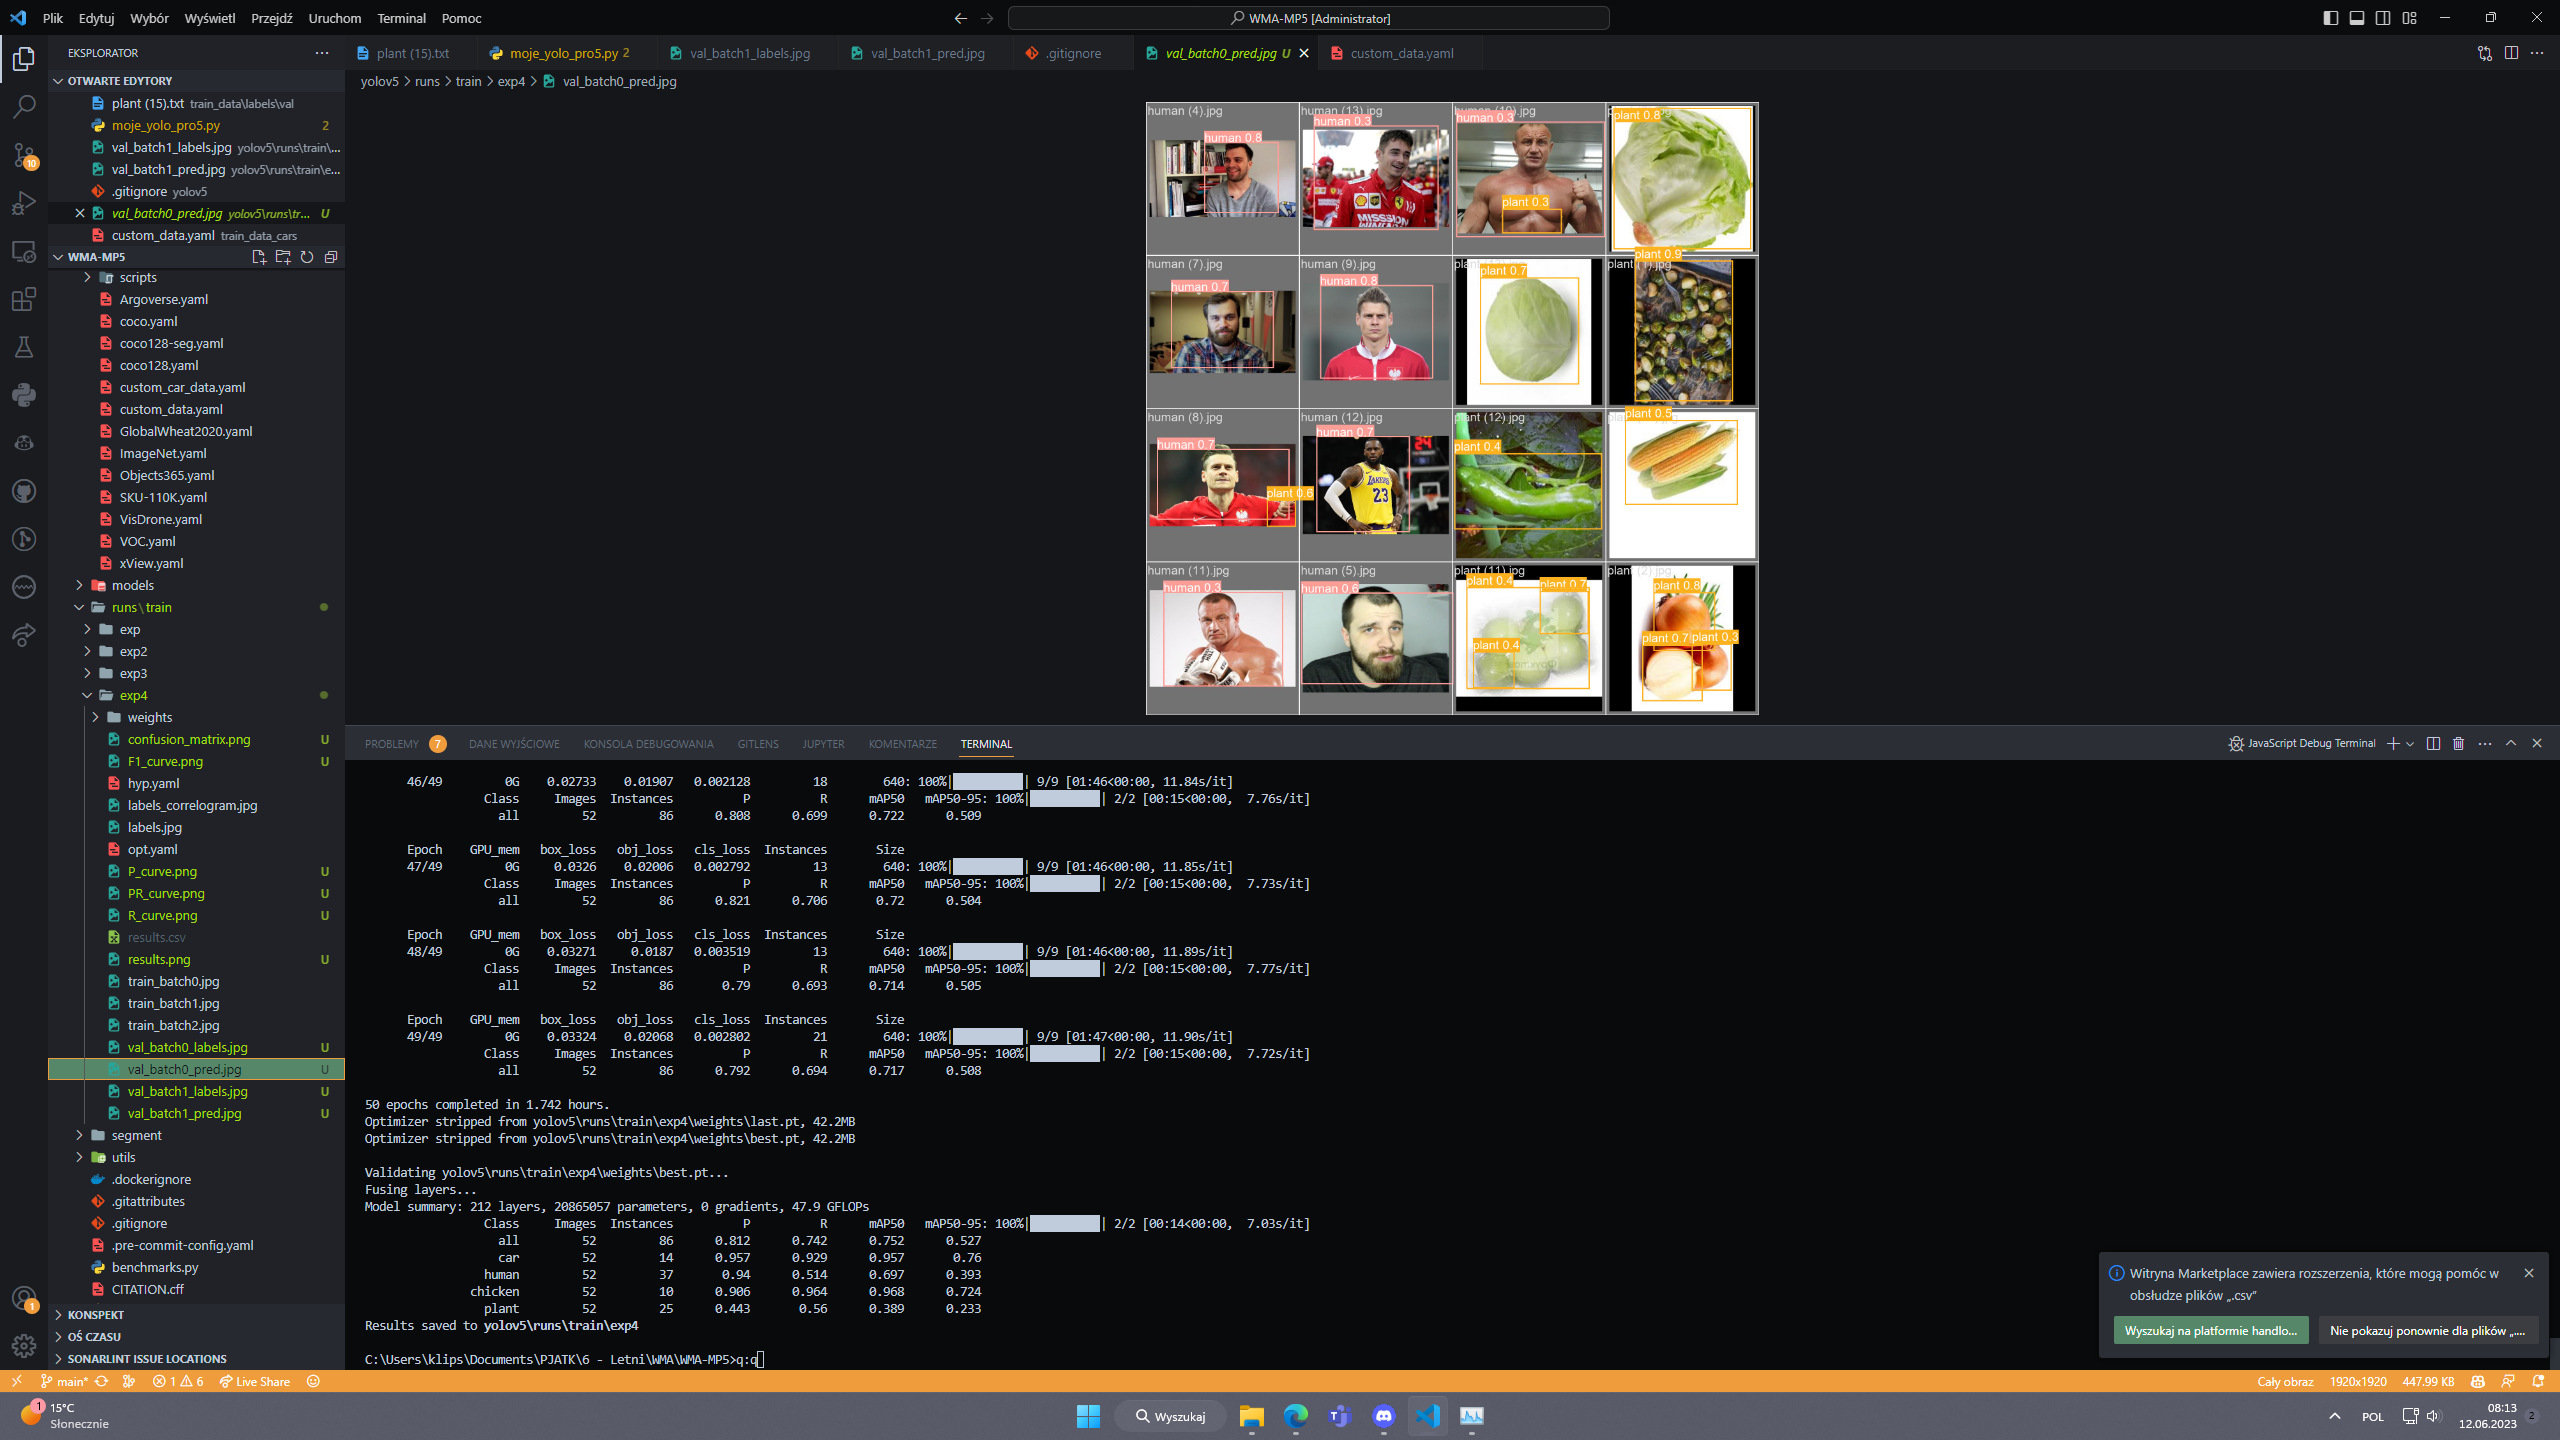 Plik Edytuj Wybór Wyświetl Przejdź Uruchom Terminal Pomoc
WMA-MP5 [Administrator]
EKSPLORATOR
OTWARTE EDYTORY
plant (15).txt train_data\labels\val
moje_yolo_pro5.py 2
val_batch1_labels.jpg yolov5\runs\train\...
val_batch1_pred.jpg yolov5\runs\train\e...
.gitignore yolov5
val_batch0_pred.jpg yolov5\runs\tr... U
custom_data.yaml train_data_cars
WMA-MP5
scripts
Argoverse.yaml
coco.yaml
coco128-seg.yaml
coco128.yaml
custom_car_data.yaml
custom_data.yaml
GlobalWheat2020.yaml
ImageNet.yaml
Objects365.yaml
SKU-110K.yaml
VisDrone.yaml
VOC.yaml
xView.yaml
models
runs\train
exp
exp2
exp3
exp4
weights
confusion_matrix.png U
F1_curve.png U
hyp.yaml
labels_correlogram.jpg
labels.jpg
opt.yaml
P_curve.png U
PR_curve.png U
R_curve.png U
results.csv
results.png U
train_batch0.jpg
train_batch1.jpg
train_batch2.jpg
val_batch0_labels.jpg U
val_batch0_pred.jpg U
val_batch1_labels.jpg U
val_batch1_pred.jpg U
segment
utils
.dockerignore
.gitattributes
.gitignore
.pre-commit-config.yaml
benchmarks.py
CITATION.cff
KONSPEKT
OŚ CZASU
SONARLINT ISSUE LOCATIONS
10
1
plant (15).txt moje_yolo_pro5.py 2 val_batch1_labels.jpg val_batch1_pred.jpg .gitignore val_batch0_pred.jpg U custom_data.yaml
yolov5 > runs > train > exp4 > val_batch0_pred.jpg
human (4).jpg human (13).jpg
human 0.8 human 0.3 human 0.3 plant 0.8
plant 0.3
MISSION
human (7).jpg human (9).jpg plant (1).jpg
human 0.7 human 0.8 plant 0.7 plant 0.9
human (8).jpg human (12).jpg plant (12).jpg
human 0.7 human 0.7 plant 0.4 plant 0.5
plant 0.6
LAKERS
23
human (11).jpg human (5).jpg plant (11).jpg plant (2).jpg
human 0.3 human 0.6 plant 0.4 plant 0.7 plant 0.8
plant 0.4 plant 0.7 plant 0.3
PROBLEMY 7 DANE WYJŚCIOWE KONSOLA DEBUGOWANIA GITLENS JUPYTER KOMENTARZE TERMINAL
JavaScript Debug Terminal
46/49 0G 0.02733 0.01907 0.002128 18 640: 100%| | 9/9 [01:46<00:00, 11.84s/it]
Class Images Instances P R mAP50 mAP50-95: 100%| | 2/2 [00:15<00:00, 7.76s/it]
all 52 86 0.808 0.699 0.722 0.509
Epoch GPU_mem box_loss obj_loss cls_loss Instances Size
47/49 0G 0.0326 0.02006 0.002792 13 640: 100%| | 9/9 [01:46<00:00, 11.85s/it]
Class Images Instances P R mAP50 mAP50-95: 100%| | 2/2 [00:15<00:00, 7.73s/it]
all 52 86 0.821 0.706 0.72 0.504
Epoch GPU_mem box_loss obj_loss cls_loss Instances Size
48/49 0G 0.03271 0.0187 0.003519 13 640: 100%| | 9/9 [01:46<00:00, 11.89s/it]
Class Images Instances P R mAP50 mAP50-95: 100%| | 2/2 [00:15<00:00, 7.77s/it]
all 52 86 0.79 0.693 0.714 0.505
Epoch GPU_mem box_loss obj_loss cls_loss Instances Size
49/49 0G 0.03324 0.02068 0.002802 21 640: 100%| | 9/9 [01:47<00:00, 11.90s/it]
Class Images Instances P R mAP50 mAP50-95: 100%| | 2/2 [00:15<00:00, 7.72s/it]
all 52 86 0.792 0.694 0.717 0.508
50 epochs completed in 1.742 hours.
Optimizer stripped from yolov5\runs\train\exp4\weights\last.pt, 42.2MB
Optimizer stripped from yolov5\runs\train\exp4\weights\best.pt, 42.2MB
Validating yolov5\runs\train\exp4\weights\best.pt...
Fusing layers...
Model summary: 212 layers, 20865057 parameters, 0 gradients, 47.9 GFLOPs
Class Images Instances P R mAP50 mAP50-95: 100%| | 2/2 [00:14<00:00, 7.03s/it]
all 52 86 0.812 0.742 0.752 0.527
car 52 14 0.957 0.929 0.957 0.76
human 52 37 0.94 0.514 0.697 0.393
chicken 52 10 0.906 0.964 0.968 0.724
plant 52 25 0.443 0.56 0.389 0.233
Results saved to yolov5\runs\train\exp4
C:\Users\klips\Documents\PJATK\6 - Letni\WMA\WMA-MP5>q:q
Witryna Marketplace zawiera rozszerzenia, które mogą pomóc w
obsłudze plików „.csv”
Wyszukaj na platformie handlo... Nie pokazuj ponownie dla plików „....
main* 1 6 Live Share
Cały obraz 1920x1920 447.99 KB
1
15°C
Słonecznie
Wyszukaj
POL
08:13
12.06.2023
2